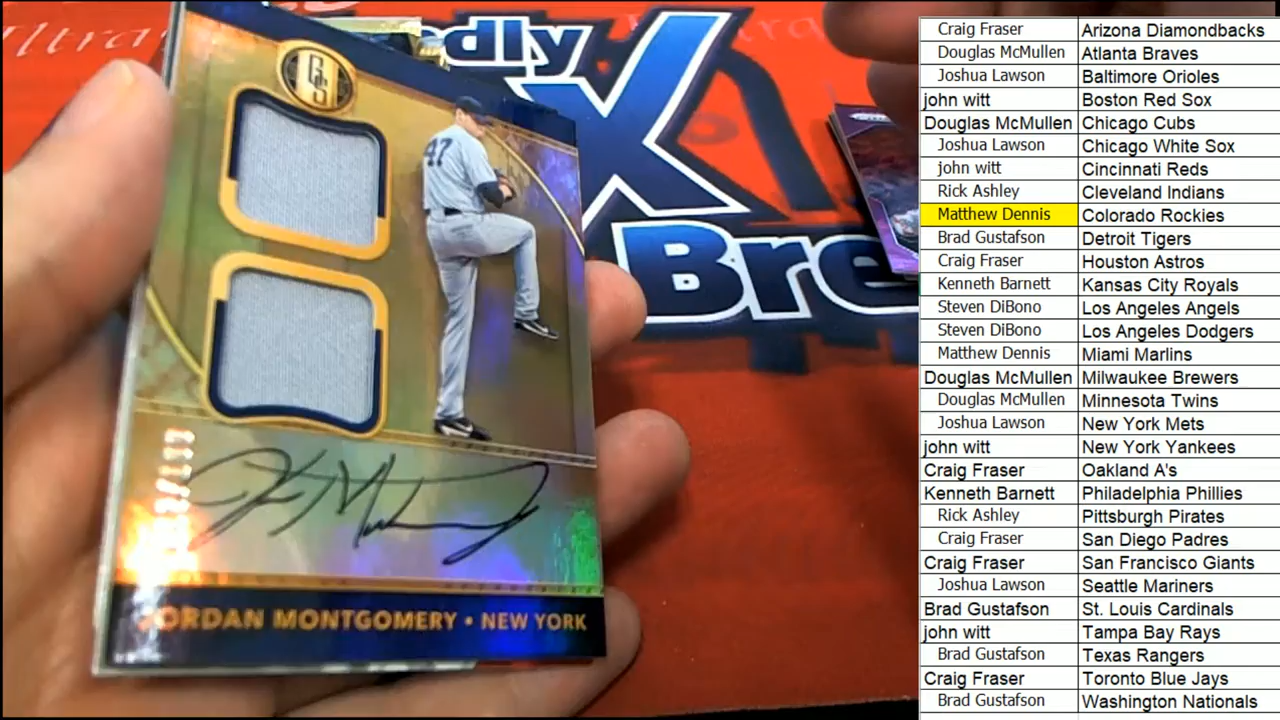 edly
X
Bre
GS
47
JORDAN MONTGOMERY • NEW YORK
Craig Fraser Arizona Diamondbacks
Douglas McMullen Atlanta Braves
Joshua Lawson Baltimore Orioles
john witt Boston Red Sox
Douglas McMullen Chicago Cubs
Joshua Lawson Chicago White Sox
john witt Cincinnati Reds
Rick Ashley Cleveland Indians
Matthew Dennis Colorado Rockies
Brad Gustafson Detroit Tigers
Craig Fraser Houston Astros
Kenneth Barnett Kansas City Royals
Steven DiBono Los Angeles Angels
Steven DiBono Los Angeles Dodgers
Matthew Dennis Miami Marlins
Douglas McMullen Milwaukee Brewers
Douglas McMullen Minnesota Twins
Joshua Lawson New York Mets
john witt New York Yankees
Craig Fraser Oakland A's
Kenneth Barnett Philadelphia Phillies
Rick Ashley Pittsburgh Pirates
Craig Fraser San Diego Padres
Craig Fraser San Francisco Giants
Joshua Lawson Seattle Mariners
Brad Gustafson St. Louis Cardinals
john witt Tampa Bay Rays
Brad Gustafson Texas Rangers
Craig Fraser Toronto Blue Jays
Brad Gustafson Washington Nationals